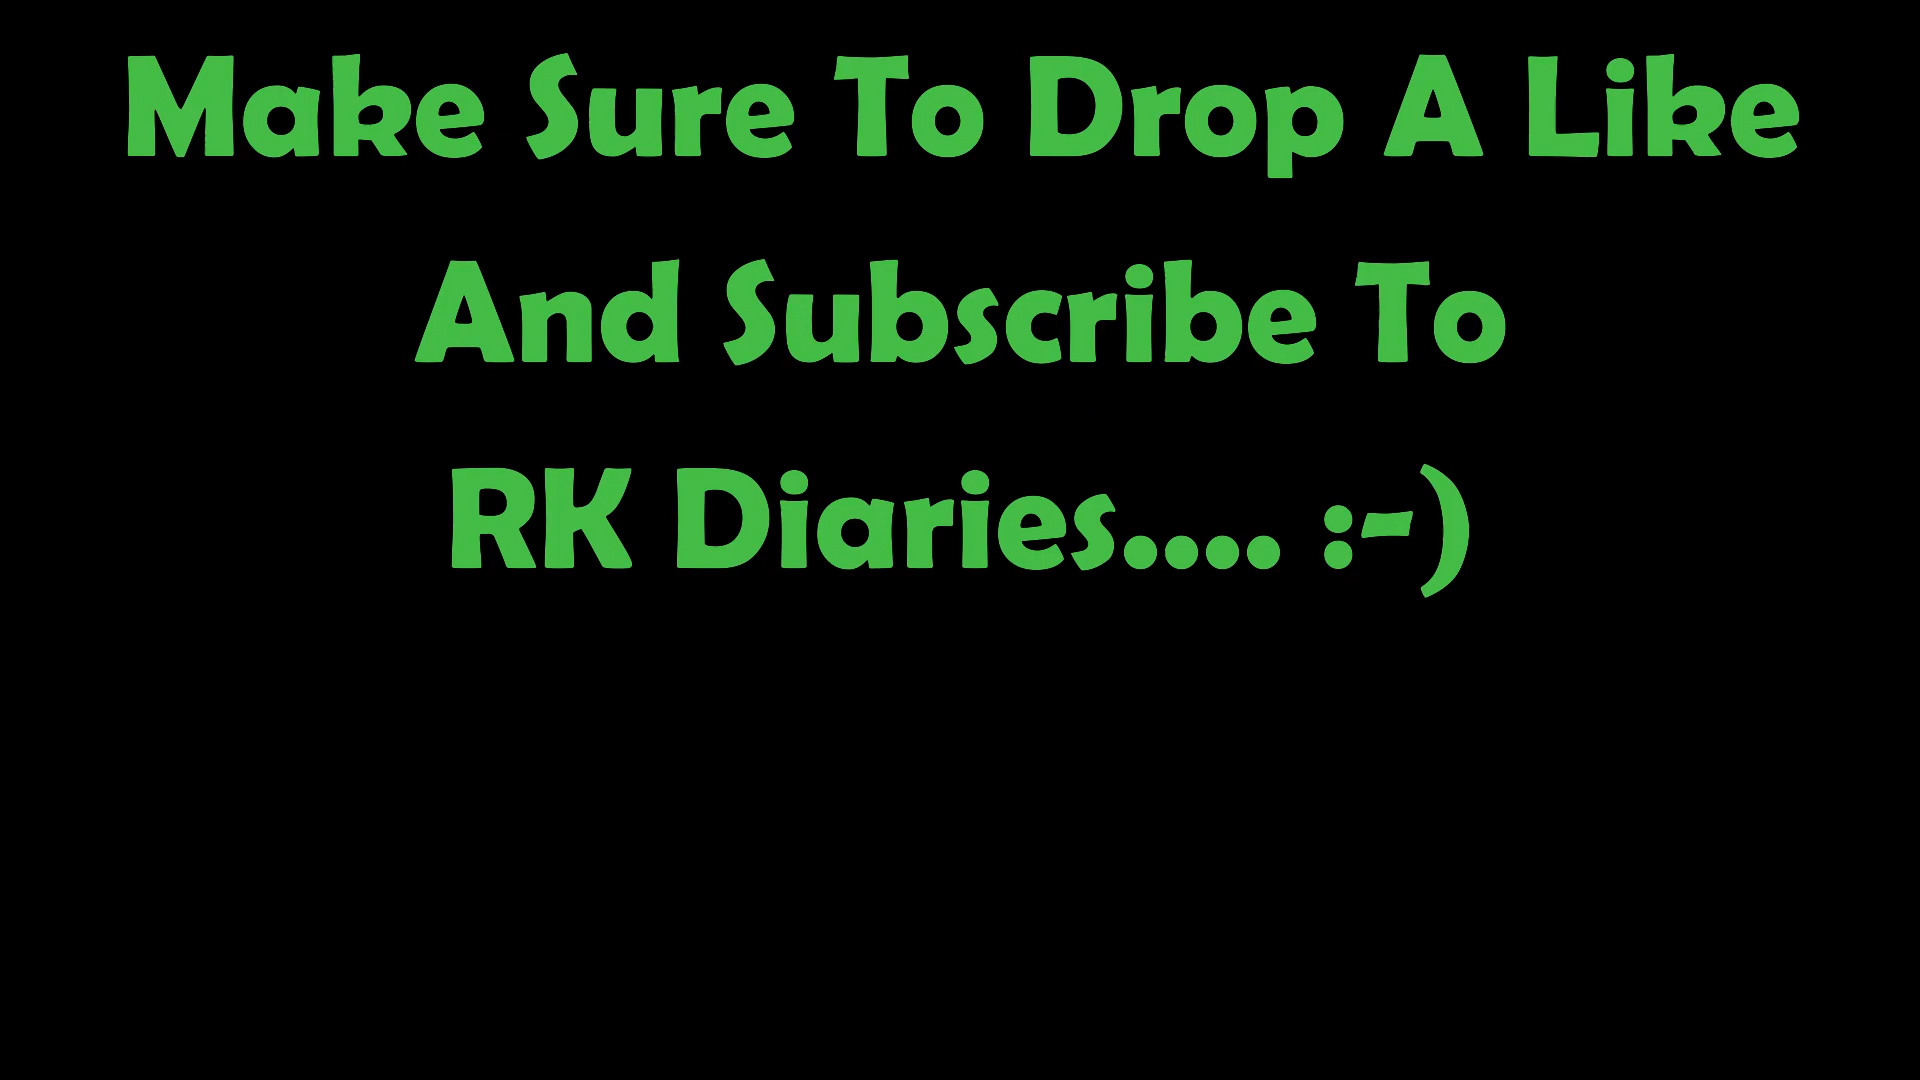 Make Sure To Drop A Like
And Subscribe To
RK Diaries.... :-)